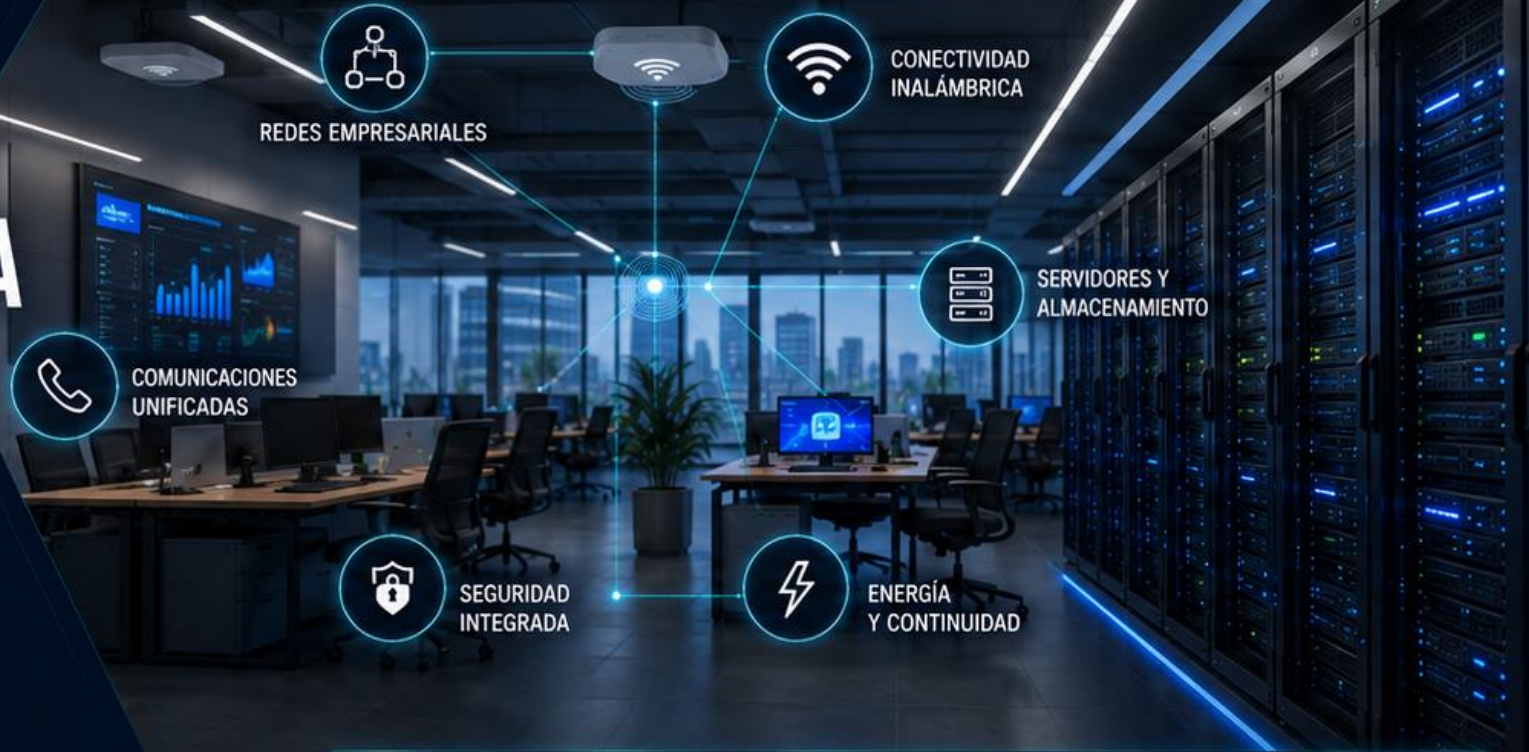 REDES EMPRESARIALES
CONECTIVIDAD
INALÁMBRICA
A
SERVIDORES Y
ALMACENAMIENTO
COMUNICACIONES
UNIFICADAS
SEGURIDAD
INTEGRADA
ENERGÍA
Y CONTINUIDAD